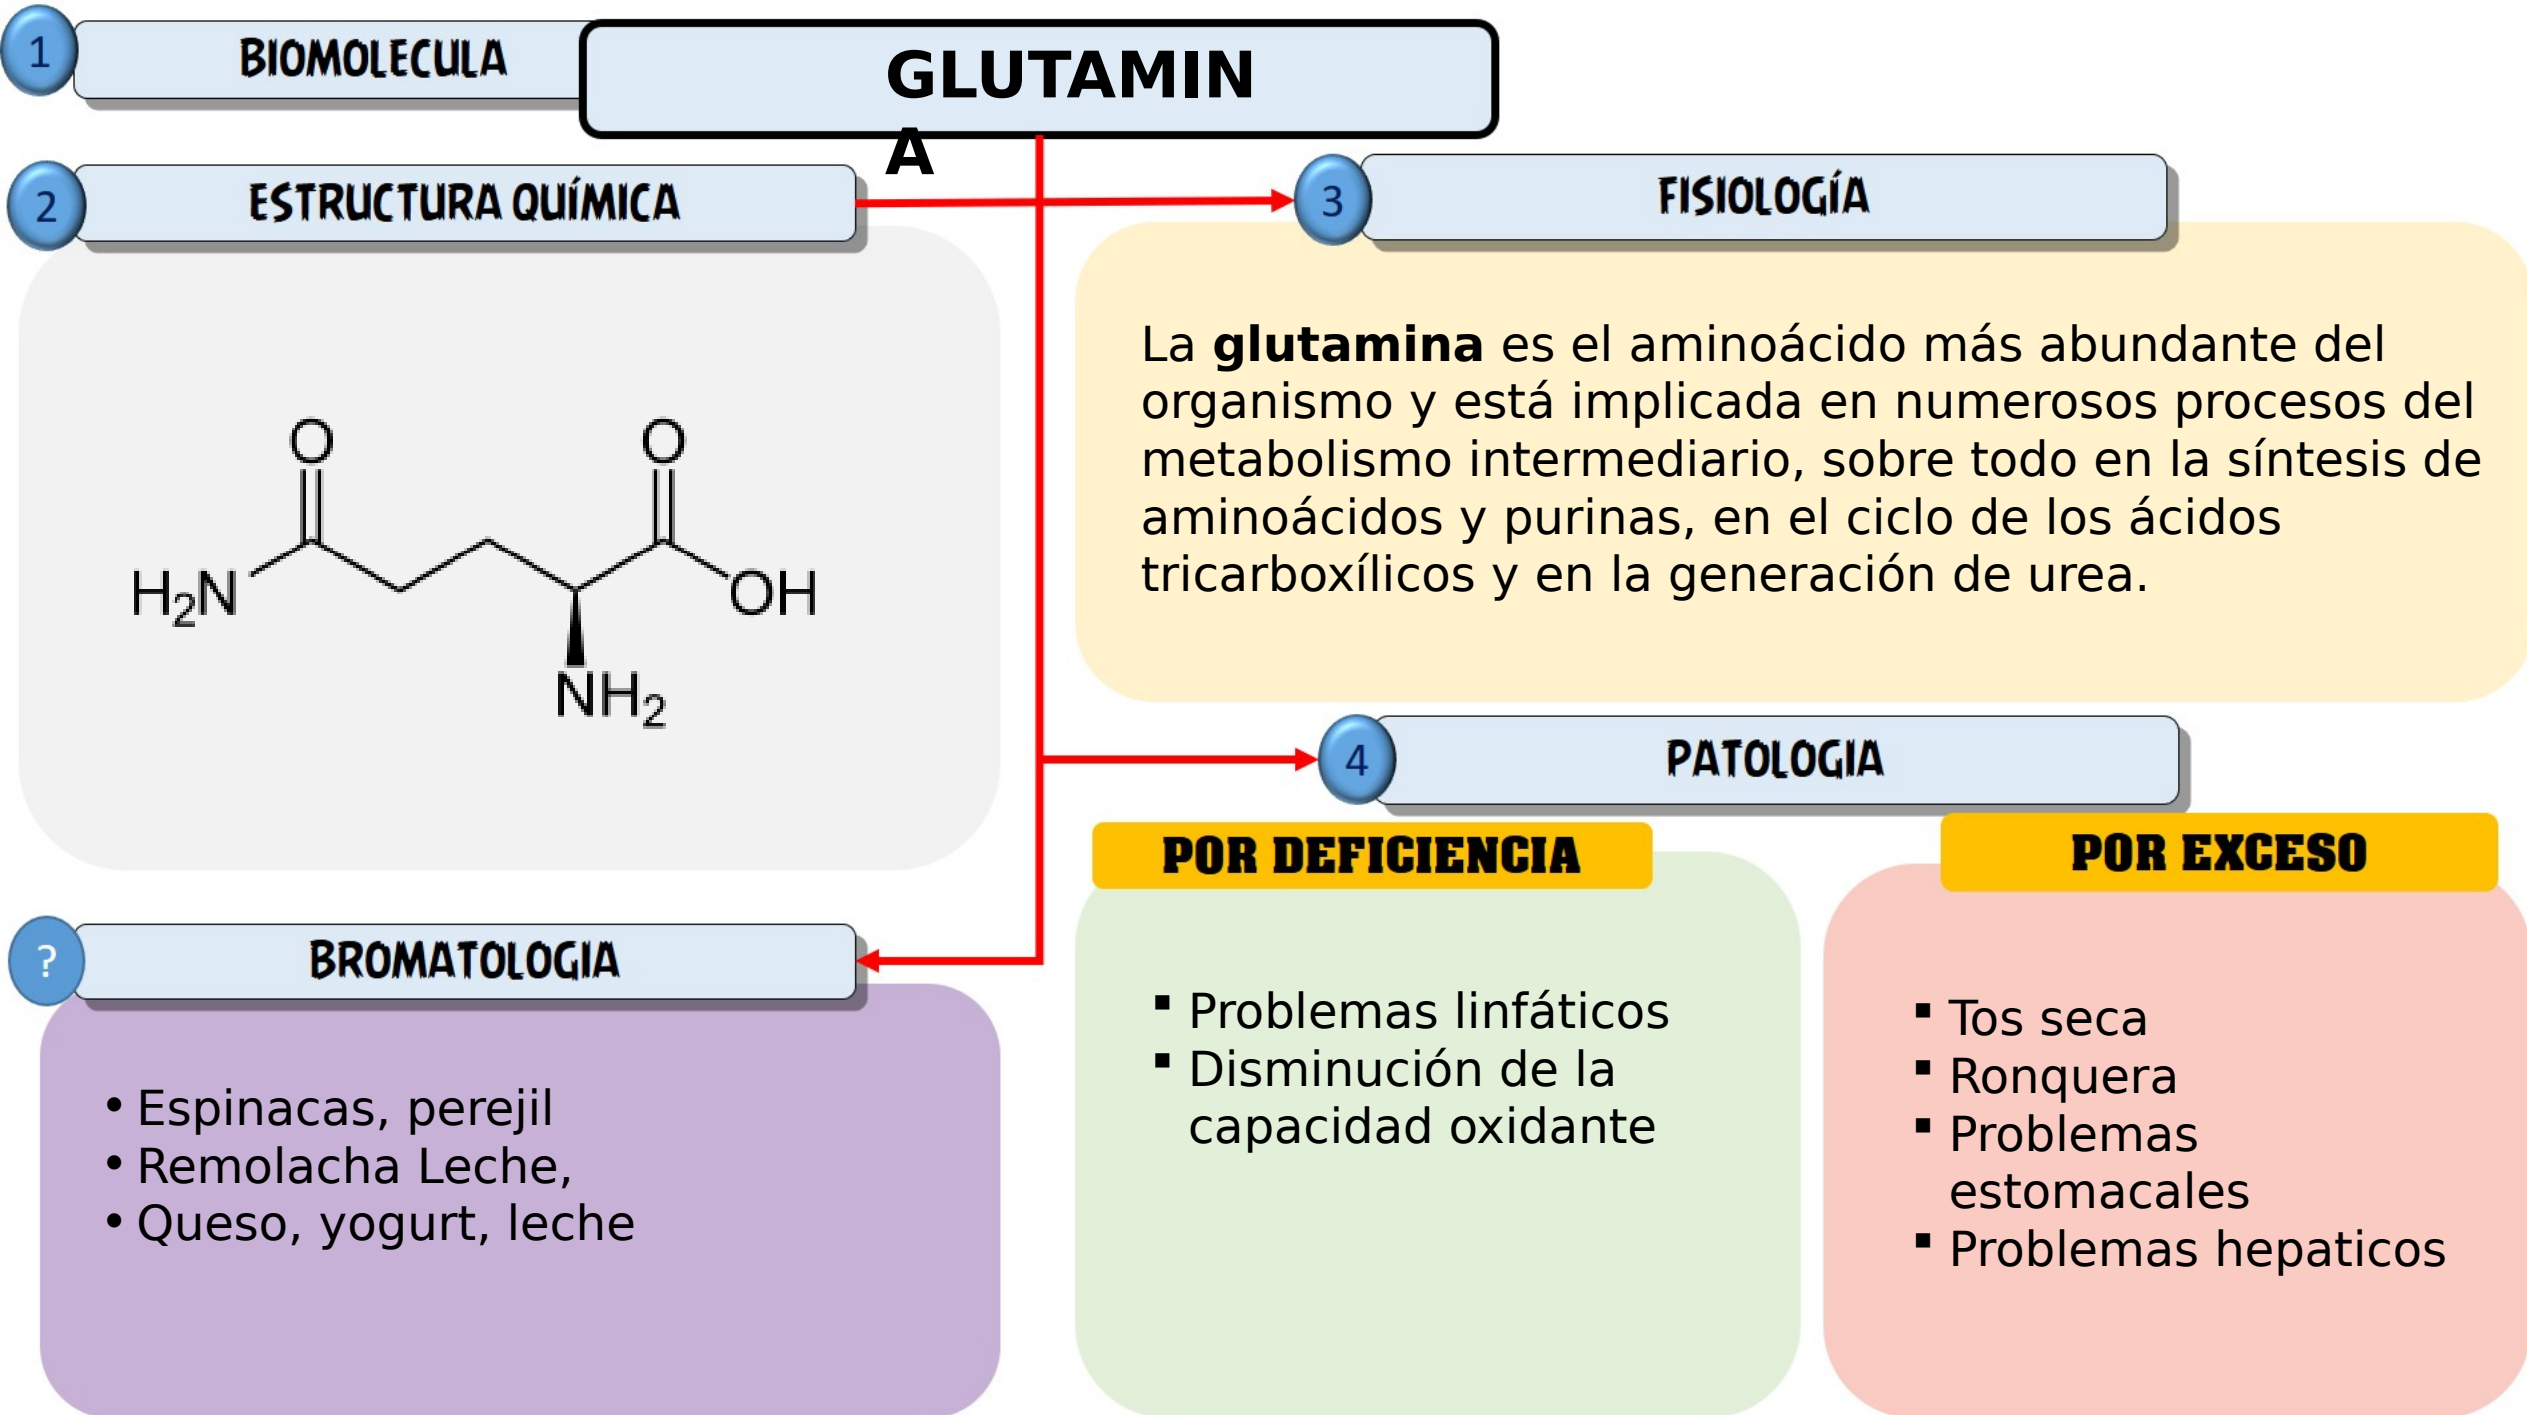 1
BIOMOLECULA
GLUTAMIN
A
2
ESTRUCTURA QUÍMICA
O
O
H2N
OH
NH2
3
FISIOLOGÍA
La glutamina es el aminoácido más abundante del
organismo y está implicada en numerosos procesos del
metabolismo intermediario, sobre todo en la síntesis de
aminoácidos y purinas, en el ciclo de los ácidos
tricarboxílicos y en la generación de urea.
4
PATOLOGIA
POR DEFICIENCIA
▪ Problemas linfáticos
▪ Disminución de la
capacidad oxidante
POR EXCESO
▪ Tos seca
▪ Ronquera
▪ Problemas
estomacales
▪ Problemas hepaticos
?
BROMATOLOGIA
• Espinacas, perejil
• Remolacha Leche,
• Queso, yogurt, leche